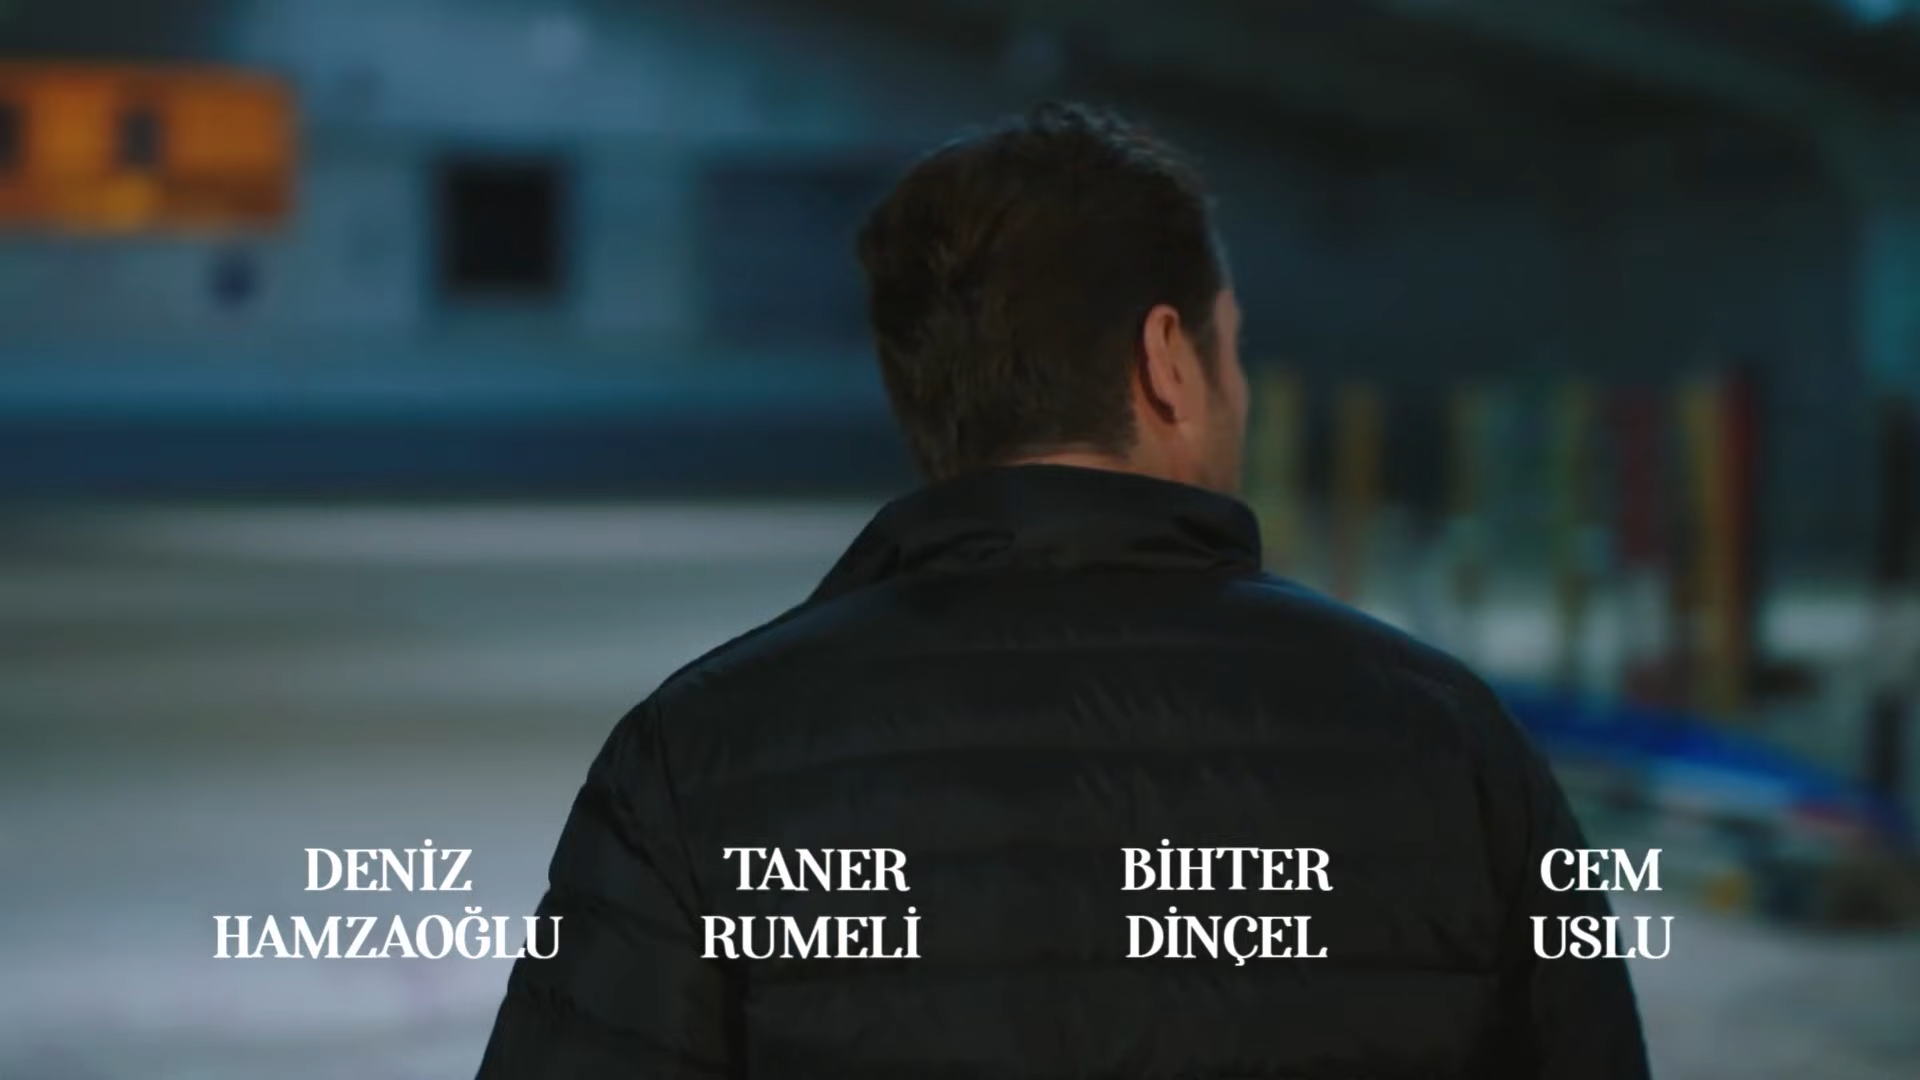 DENİZ
HAMZAOĞLU
TANER
RUMELİ
BİHTER
DİNÇEL
CEM
USLU